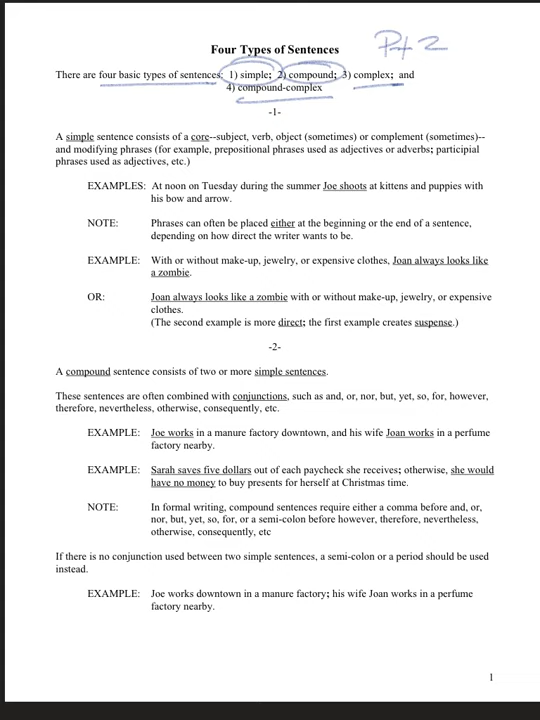 Four Types of Sentences
There are four basic types of sentences: 1) simple; 2) compound; 3) complex; and
4) compound-complex
-1-
A simple sentence consists of a core--subject, verb, object (sometimes) or complement (sometimes)--
and modifying phrases (for example, prepositional phrases used as adjectives or adverbs; participial
phrases used as adjectives, etc.)
EXAMPLES: At noon on Tuesday during the summer Joe shoots at kittens and puppies with
his bow and arrow.
NOTE: Phrases can often be placed either at the beginning or the end of a sentence,
depending on how direct the writer wants to be.
EXAMPLE: With or without make-up, jewelry, or expensive clothes, Joan always looks like
a zombie.
OR: Joan always looks like a zombie with or without make-up, jewelry, or expensive
clothes.
(The second example is more direct; the first example creates suspense.)
-2-
A compound sentence consists of two or more simple sentences.
These sentences are often combined with conjunctions, such as and, or, nor, but, yet, so, for, however,
therefore, nevertheless, otherwise, consequently, etc.
EXAMPLE: Joe works in a manure factory downtown, and his wife Joan works in a perfume
factory nearby.
EXAMPLE: Sarah saves five dollars out of each paycheck she receives; otherwise, she would
have no money to buy presents for herself at Christmas time.
NOTE: In formal writing, compound sentences require either a comma before and, or,
nor, but, yet, so, for, or a semi-colon before however, therefore, nevertheless,
otherwise, consequently, etc
If there is no conjunction used between two simple sentences, a semi-colon or a period should be used
instead.
EXAMPLE: Joe works downtown in a manure factory; his wife Joan works in a perfume
factory nearby.
1